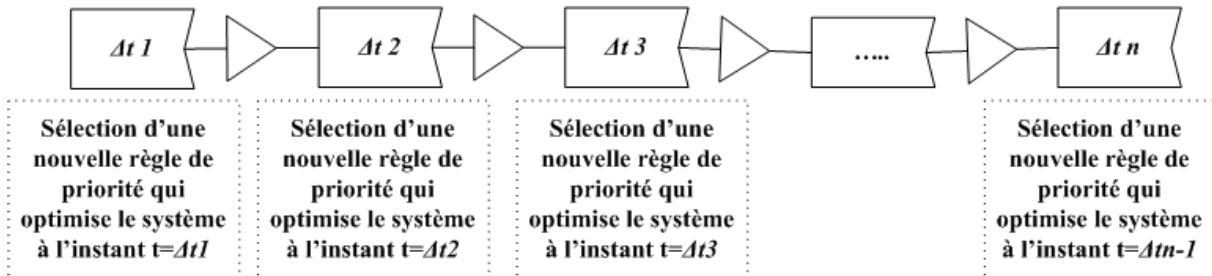 Δt 1
Δt 2
Δt 3
.....
Δt n
Sélection d’une
nouvelle règle de
priorité qui
optimise le système
à l’instant t=Δt1
Sélection d’une
nouvelle règle de
priorité qui
optimise le système
à l’instant t=Δt2
Sélection d’une
nouvelle règle de
priorité qui
optimise le système
à l’instant t=Δt3
Sélection d’une
nouvelle règle de
priorité qui
optimise le système
à l’instant t=Δtn-1